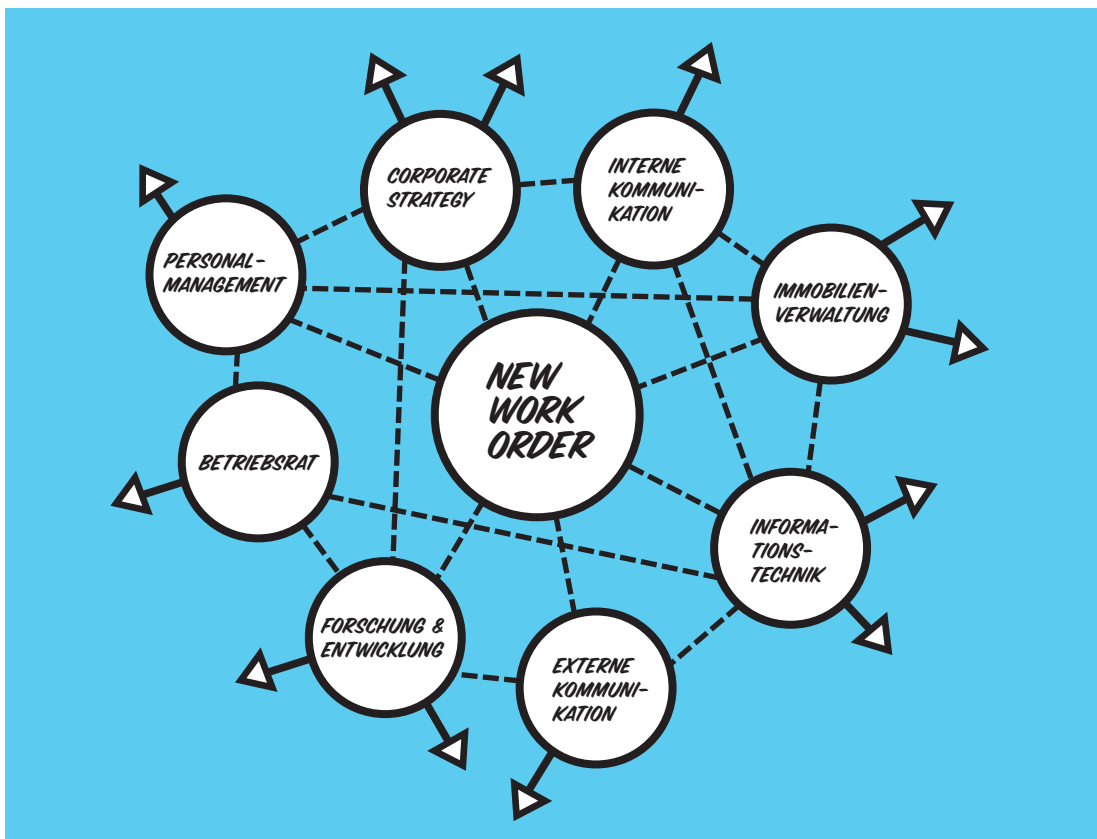 CORPORATE
STRATEGY
INTERNE
KOMMUNI-
KATION
PERSONAL-
MANAGEMENT
IMMOBILIEN-
VERWALTUNG
NEW
WORK
ORDER
BETRIEBSRAT
INFORMA-
TIONS-
TECHNIK
FORSCHUNG &
ENTWICKLUNG
EXTERNE
KOMMUNI-
KATION